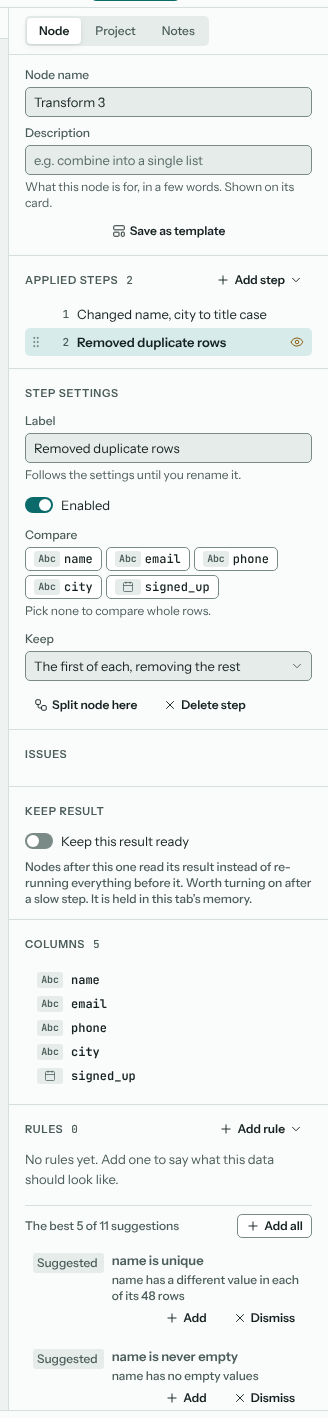 Node Project Notes
Node name
Transform 3
Description
e.g. combine into a single list
What this node is for, in a few words. Shown on its
card.
Save as template
APPLIED STEPS 2 Add step
1 Changed name, city to title case
2 Removed duplicate rows
STEP SETTINGS
Label
Removed duplicate rows
Follows the settings until you rename it.
Enabled
Compare
Abc name Abc email Abc phone
Abc city signed_up
Pick none to compare whole rows.
Keep
The first of each, removing the rest
Split node here Delete step
ISSUES
KEEP RESULT
Keep this result ready
Nodes after this one read its result instead of re-
running everything before it. Worth turning on after
a slow step. It is held in this tab's memory.
COLUMNS 5
Abc name
Abc email
Abc phone
Abc city
signed_up
RULES 0 Add rule
No rules yet. Add one to say what this data
should look like.
The best 5 of 11 suggestions Add all
Suggested name is unique
name has a different value in each
of its 48 rows
Add Dismiss
Suggested name is never empty
name has no empty values
Add Dismiss